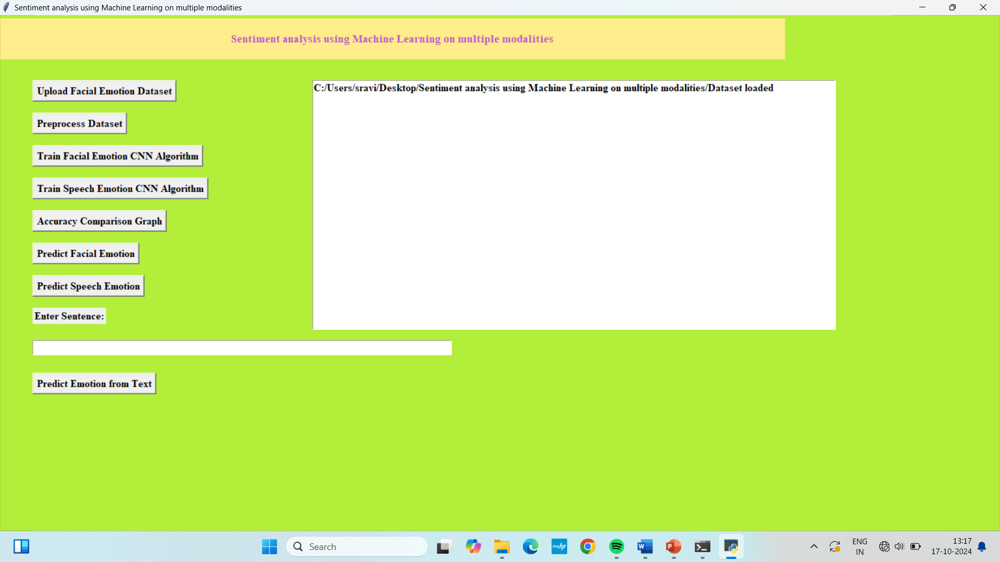 Sentiment analysis using Machine Learning on multiple modalities
Sentiment analysis using Machine Learning on multiple modalities
Upload Facial Emotion Dataset
Preprocess Dataset
Train Facial Emotion CNN Algorithm
Train Speech Emotion CNN Algorithm
Accuracy Comparison Graph
Predict Facial Emotion
Predict Speech Emotion
Enter Sentence:
Predict Emotion from Text
C:/Users/sravi/Desktop/Sentiment analysis using Machine Learning on multiple modalities/Dataset loaded
Search
myhp
W
P
ENG
IN
13:17
17-10-2024